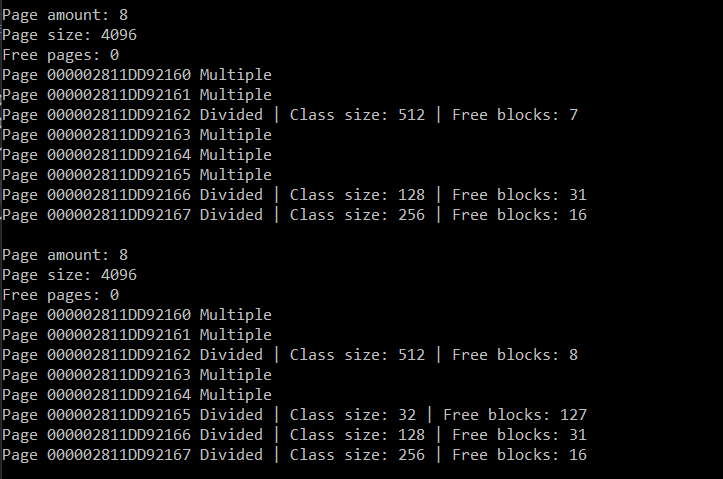 Page amount: 8
Page size: 4096
Free pages: 0
Page 000002811DD92160 Multiple
Page 000002811DD92161 Multiple
Page 000002811DD92162 Divided | Class size: 512 | Free blocks: 7
Page 000002811DD92163 Multiple
Page 000002811DD92164 Multiple
Page 000002811DD92165 Multiple
Page 000002811DD92166 Divided | Class size: 128 | Free blocks: 31
Page 000002811DD92167 Divided | Class size: 256 | Free blocks: 16

Page amount: 8
Page size: 4096
Free pages: 0
Page 000002811DD92160 Multiple
Page 000002811DD92161 Multiple
Page 000002811DD92162 Divided | Class size: 512 | Free blocks: 8
Page 000002811DD92163 Multiple
Page 000002811DD92164 Multiple
Page 000002811DD92165 Divided | Class size: 32 | Free blocks: 127
Page 000002811DD92166 Divided | Class size: 128 | Free blocks: 31
Page 000002811DD92167 Divided | Class size: 256 | Free blocks: 16